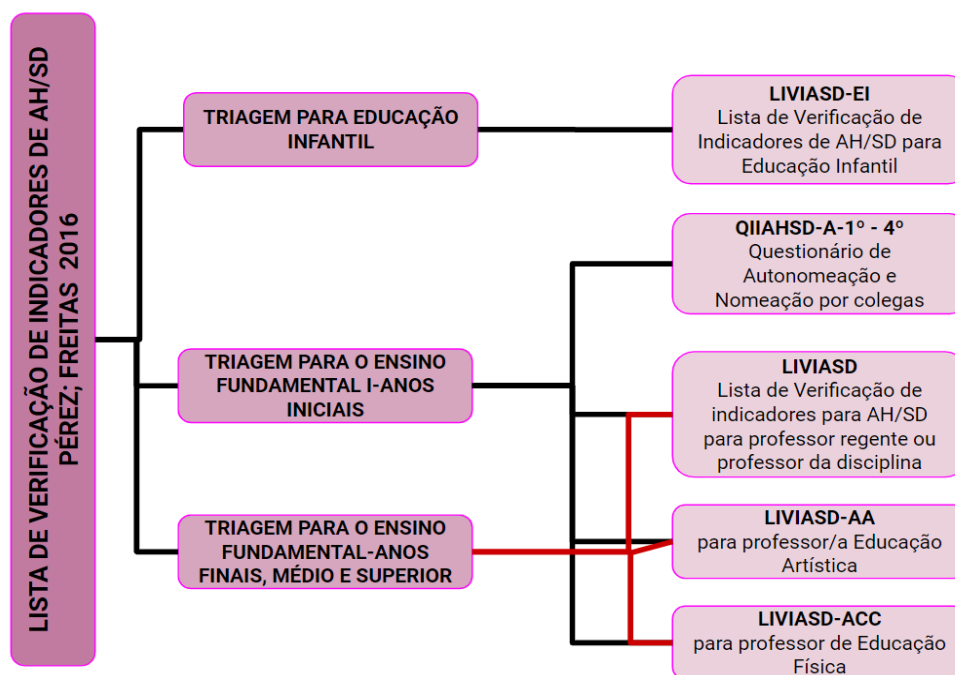 LISTA DE VERIFICAÇÃO DE INDICADORES DE AH/SD
PÉREZ; FREITAS 2016
TRIAGEM PARA EDUCAÇÃO
INFANTIL
LIVIASD-EI
Lista de Verificação de
Indicadores de AH/SD para
Educação Infantil
TRIAGEM PARA O ENSINO
FUNDAMENTAL I-ANOS
INICIAIS
QIIAHSD-A-1º - 4º
Questionário de
Autonomeação e
Nomeação por colegas
LIVIASD
Lista de Verificação de
indicadores para AH/SD
para professor regente ou
professor da disciplina
TRIAGEM PARA O ENSINO
FUNDAMENTAL-ANOS
FINAIS, MÉDIO E SUPERIOR
LIVIASD-AA
para professor/a Educação
Artística
LIVIASD-ACC
para professor de Educação
Física